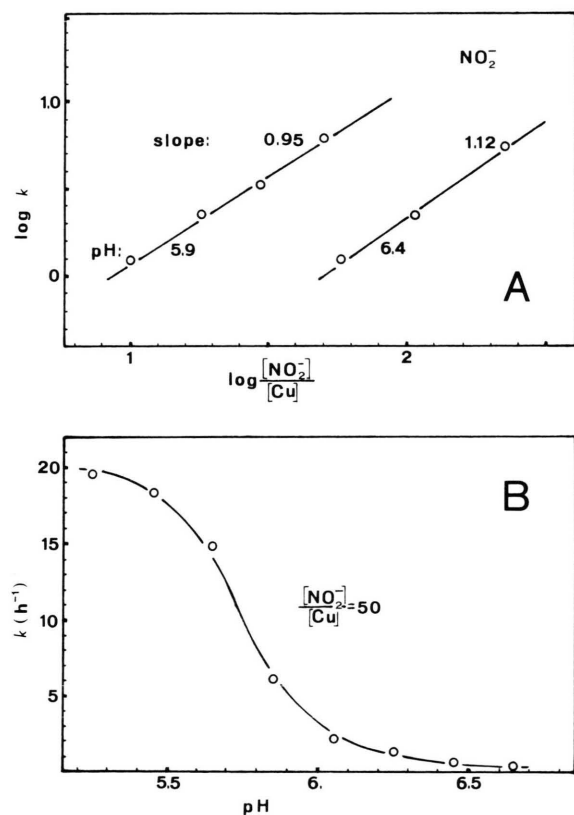 NO₂⁻
1.0
slope: 0.95 1.12
log k
pH: 5.9 6.4
0
A
1 2
log [NO₂⁻]/[Cu]
B
20
15
[NO₂⁻]/[Cu] = 50
k (h⁻¹)
10
5
5.5 6. 6.5
pH